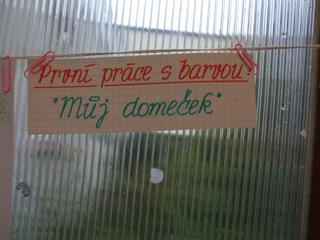 První práce s barvou:
"Můj domeček"